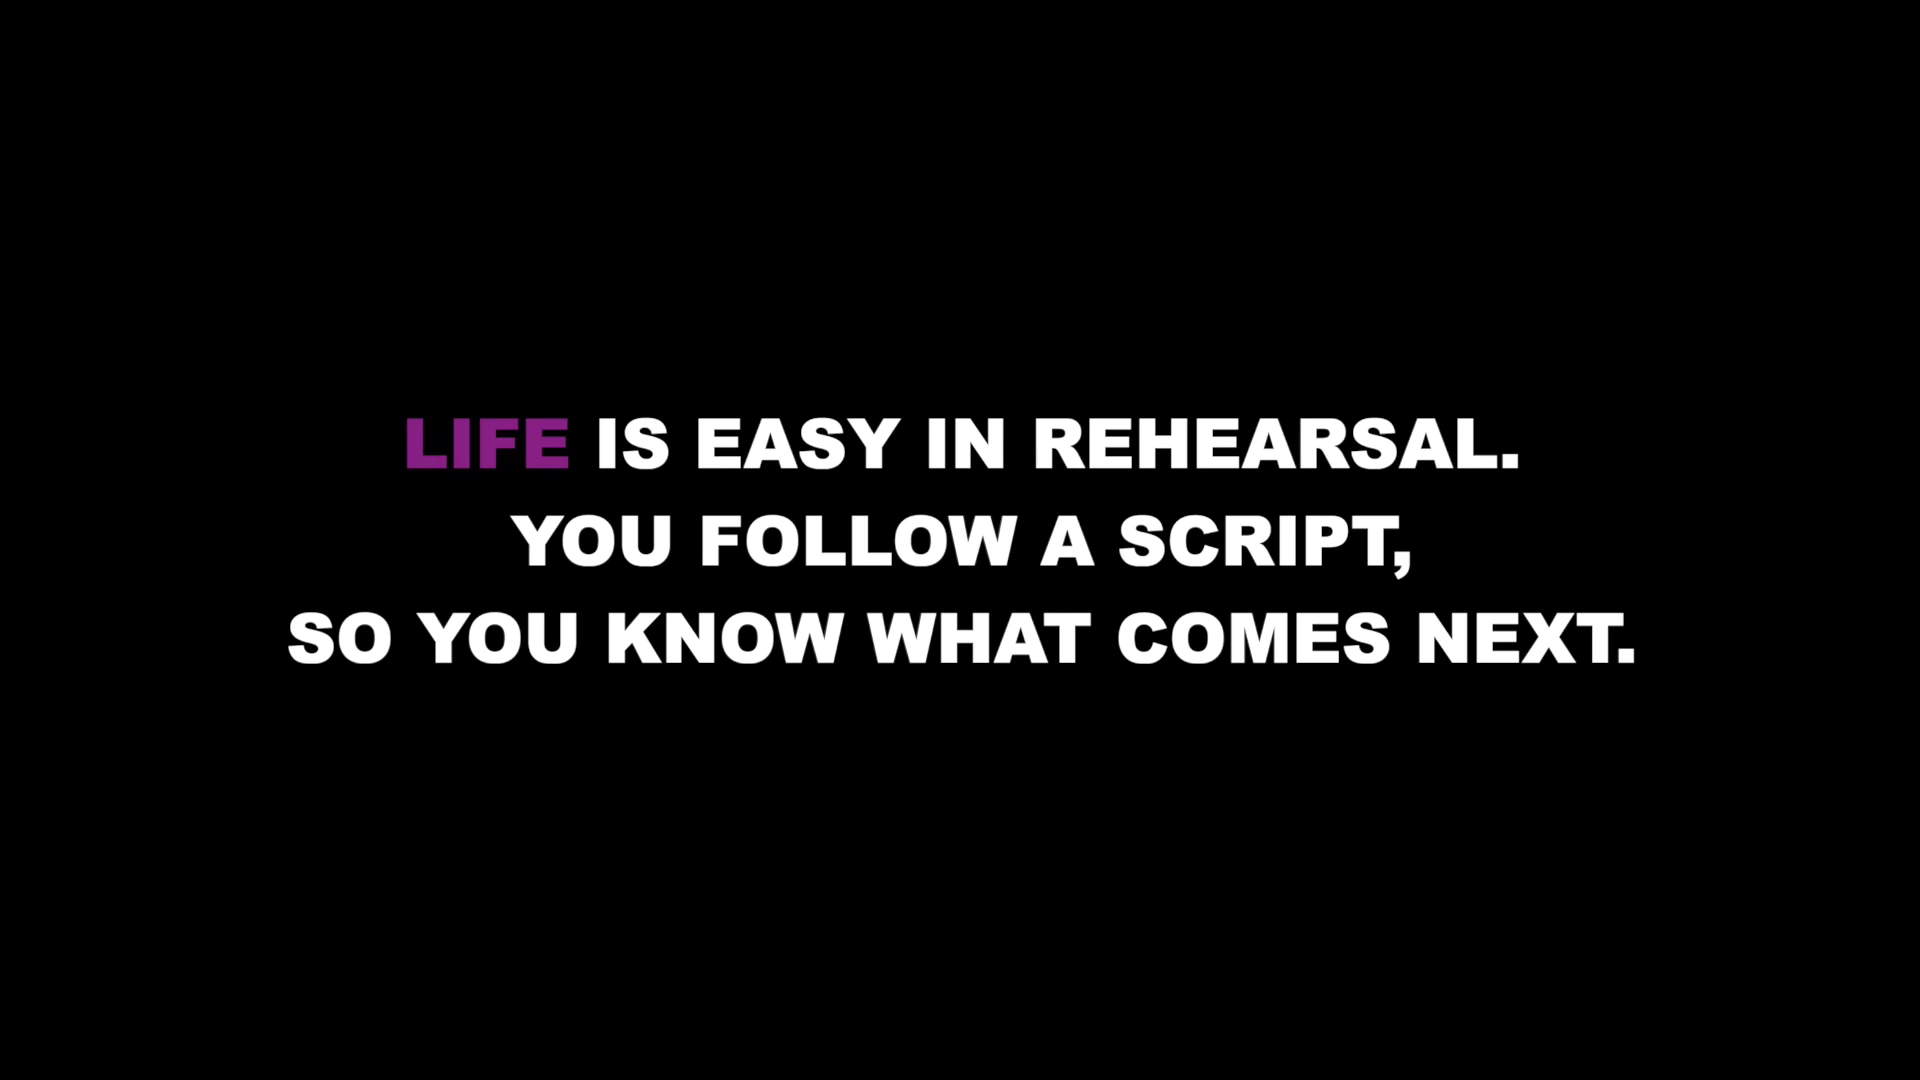 LIFE IS EASY IN REHEARSAL.
YOU FOLLOW A SCRIPT,
SO YOU KNOW WHAT COMES NEXT.